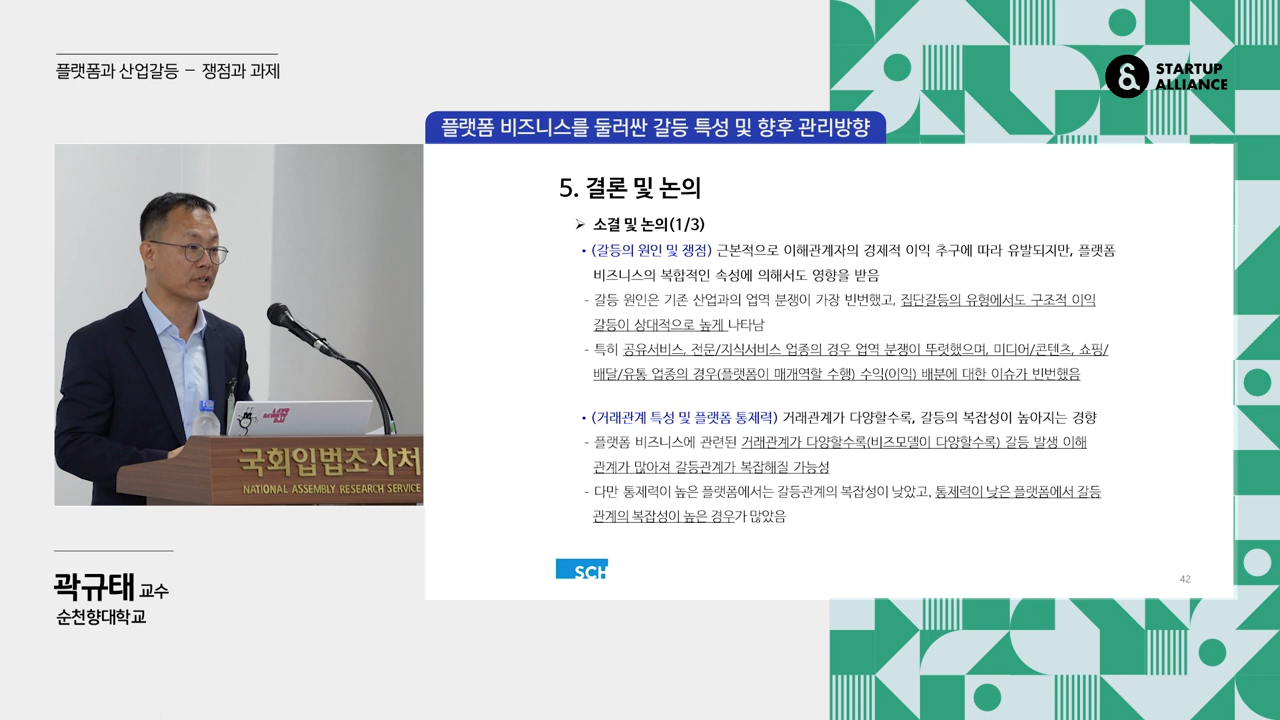 플랫폼과 산업갈등 – 쟁점과 과제
STARTUP
ALLIANCE
플랫폼 비즈니스를 둘러싼 갈등 특성 및 향후 관리방향
5. 결론 및 논의
➢ 소결 및 논의(1/3)
• (갈등의 원인 및 쟁점) 근본적으로 이해관계자의 경제적 이익 추구에 따라 유발되지만, 플랫폼
비즈니스의 복합적인 속성에 의해서도 영향을 받음
- 갈등 원인은 기존 산업과의 업역 분쟁이 가장 빈번했고, 집단갈등의 유형에서도 구조적 이익
갈등이 상대적으로 높게 나타남
- 특히 공유서비스, 전문/지식서비스 업종의 경우 업역 분쟁이 뚜렷했으며, 미디어/콘텐츠, 쇼핑/
배달/유통 업종의 경우(플랫폼이 매개역할 수행) 수익(이익) 배분에 대한 이슈가 빈번했음
• (거래관계 특성 및 플랫폼 통제력) 거래관계가 다양할수록, 갈등의 복잡성이 높아지는 경향
- 플랫폼 비즈니스에 관련된 거래관계가 다양할수록(비즈모델이 다양할수록) 갈등 발생 이해
관계가 많아져 갈등관계가 복잡해질 가능성
- 다만 통제력이 높은 플랫폼에서는 갈등관계의 복잡성이 낮았고, 통제력이 낮은 플랫폼에서 갈등
관계의 복잡성이 높은 경우가 많았음
SCH
42
국회입법조사처
NATIONAL ASSEMBLY RESEARCH SERVICE
곽규태 교수
순천향대학교